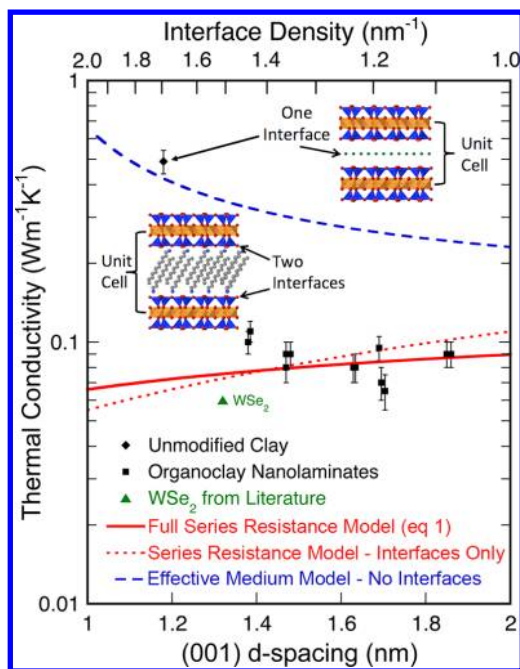 Interface Density (nm-1)
2.0 1.8 1.6 1.4 1.2 1.0
Thermal Conductivity (Wm-1K-1)
1
0.1
0.01
One
Interface
Unit
Cell
Unit
Cell
Two
Interfaces
WSe2
Unmodified Clay
Organoclay Nanolaminates
WSe2 from Literature
Full Series Resistance Model (eq 1)
Series Resistance Model - Interfaces Only
Effective Medium Model - No Interfaces
1 1.2 1.4 1.6 1.8 2
(001) d-spacing (nm)